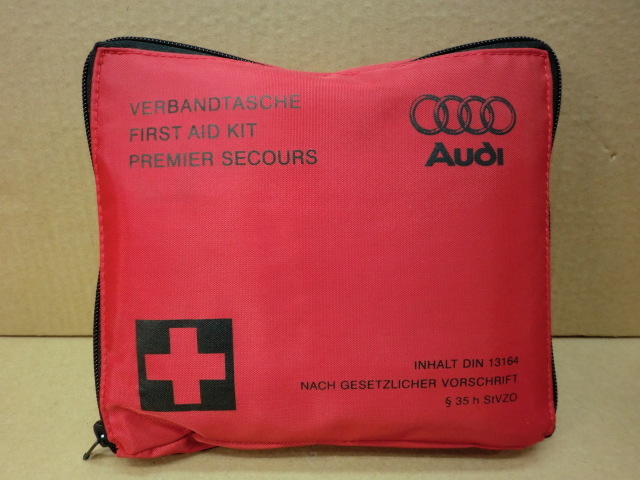 VERBANDTASCHE
FIRST AID KIT
PREMIER SECOURS
Audi
INHALT DIN 13164
NACH GESETZLICHER VORSCHRIFT
§ 35 h StVZO